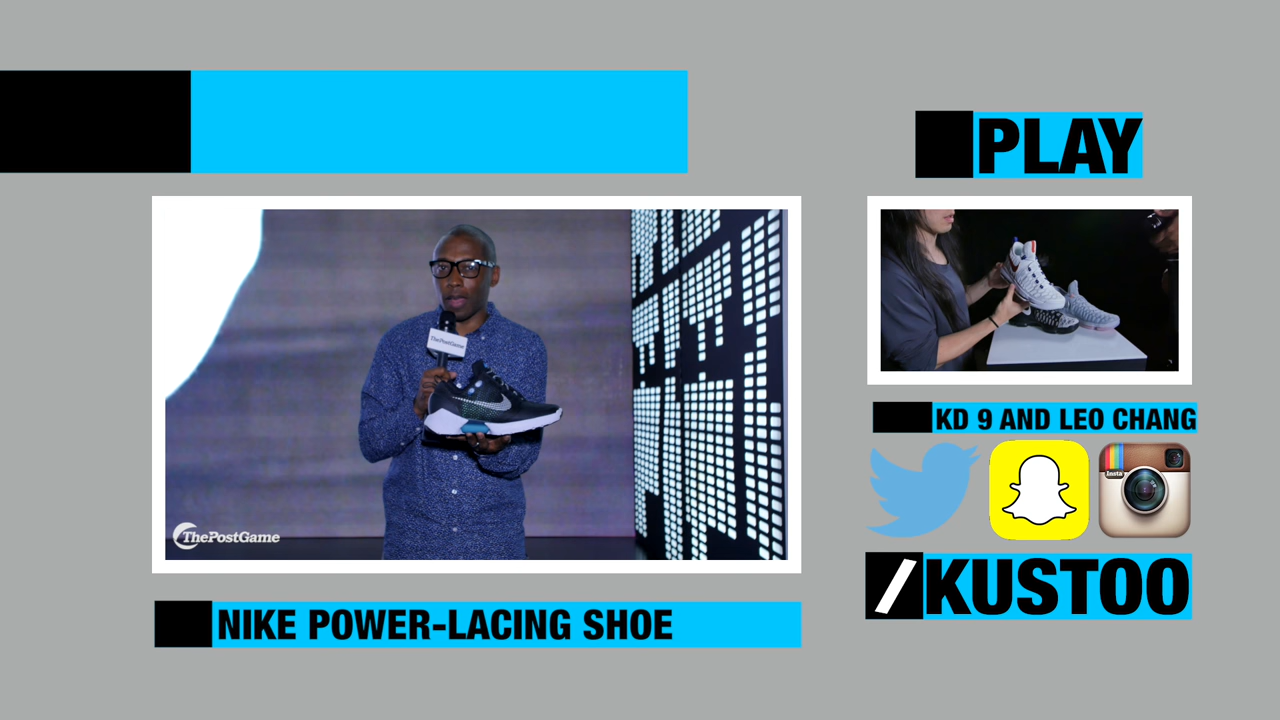 PLAY
ThePostGame
ThePostGame
NIKE POWER-LACING SHOE
KD 9 AND LEO CHANG
Insta
/KUSTOO